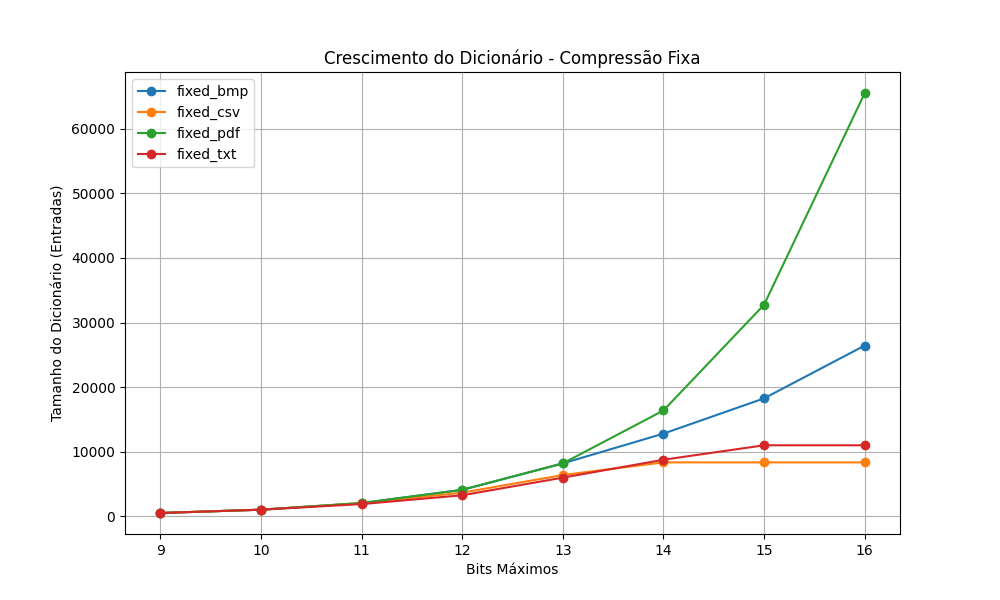 Crescimento do Dicionário - Compressão Fixa
fixed_bmp
fixed_csv
fixed_pdf
fixed_txt
Tamanho do Dicionário (Entradas)
60000
50000
40000
30000
20000
10000
0
9 10 11 12 13 14 15 16
Bits Máximos